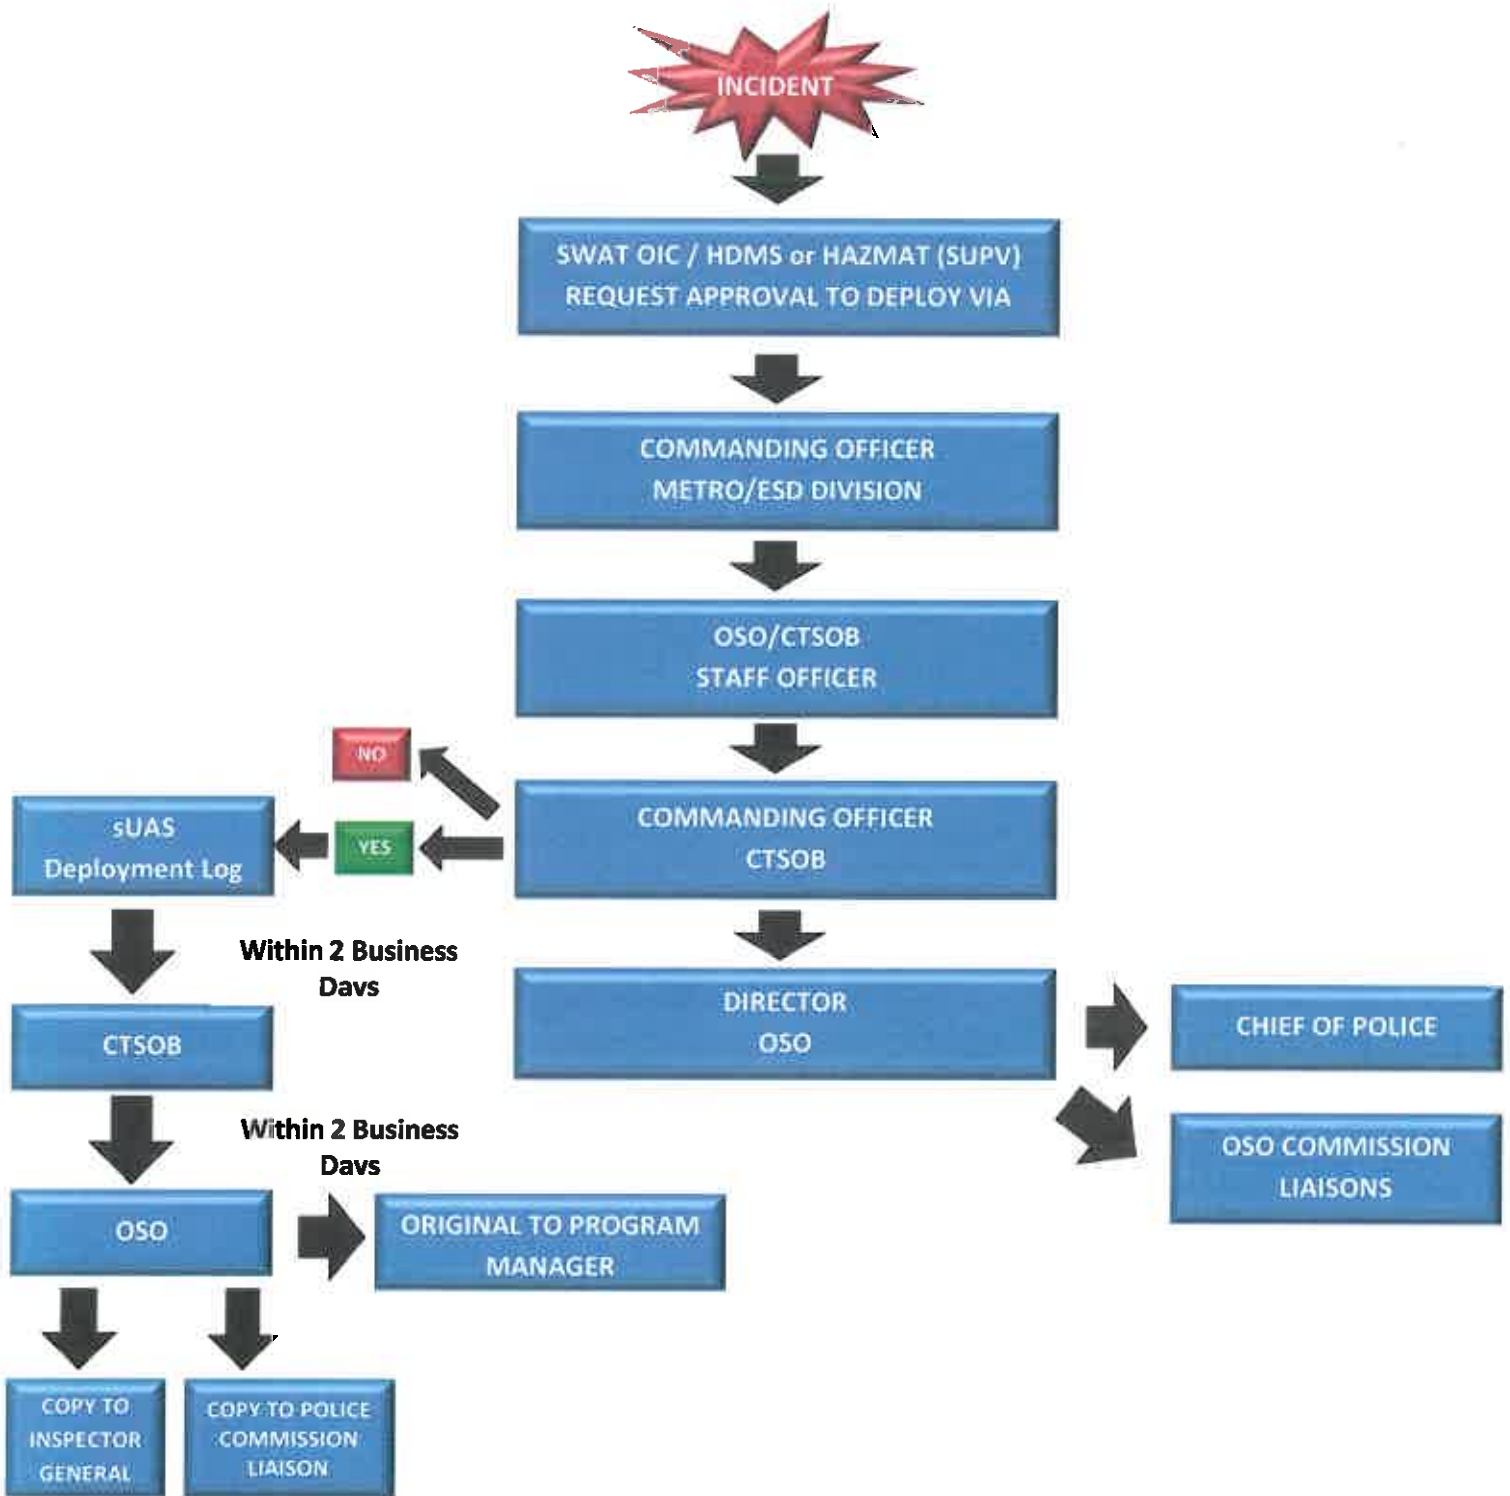 INCIDENT
SWAT OIC / HDMS or HAZMAT (SUPV)
REQUEST APPROVAL TO DEPLOY VIA
COMMANDING OFFICER
METRO/ESD DIVISION
OSO/CTSOB
STAFF OFFICER
NO
COMMANDING OFFICER
CTSOB
YES
sUAS
Deployment Log
Within 2 Business
Days
DIRECTOR
OSO
CHIEF OF POLICE
OSO COMMISSION
LIAISONS
CTSOB
Within 2 Business
Days
OSO
ORIGINAL TO PROGRAM
MANAGER
COPY TO
INSPECTOR
GENERAL
COPY TO POLICE
COMMISSION
LIAISON